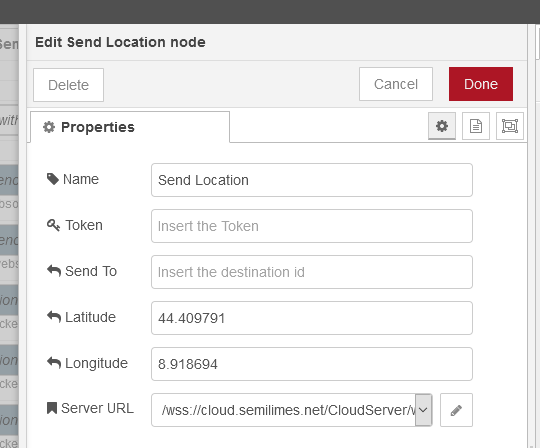 Edit Send Location node
Delete
Cancel
Done
Properties
Name
Send Location
Token
Insert the Token
Send To
Insert the destination id
Latitude
44.409791
Longitude
8.918694
Server URL
/wss://cloud.semilimes.net/CloudServer/